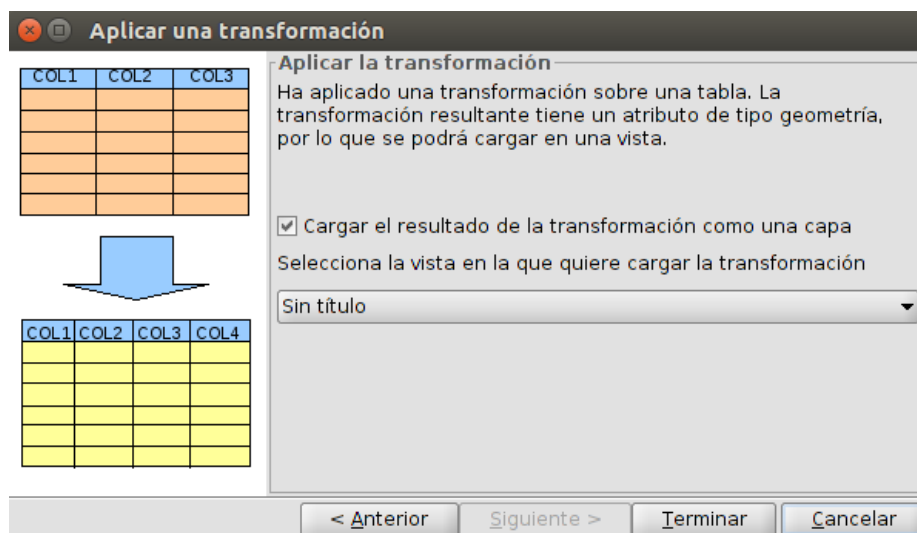 Aplicar una transformación
COL1 COL2 COL3
COL1 COL2 COL3 COL4
Aplicar la transformación
Ha aplicado una transformación sobre una tabla. La
transformación resultante tiene un atributo de tipo geometría,
por lo que se podrá cargar en una vista.
Cargar el resultado de la transformación como una capa
Selecciona la vista en la que quiere cargar la transformación
Sin título
< Anterior Siguiente > Terminar Cancelar